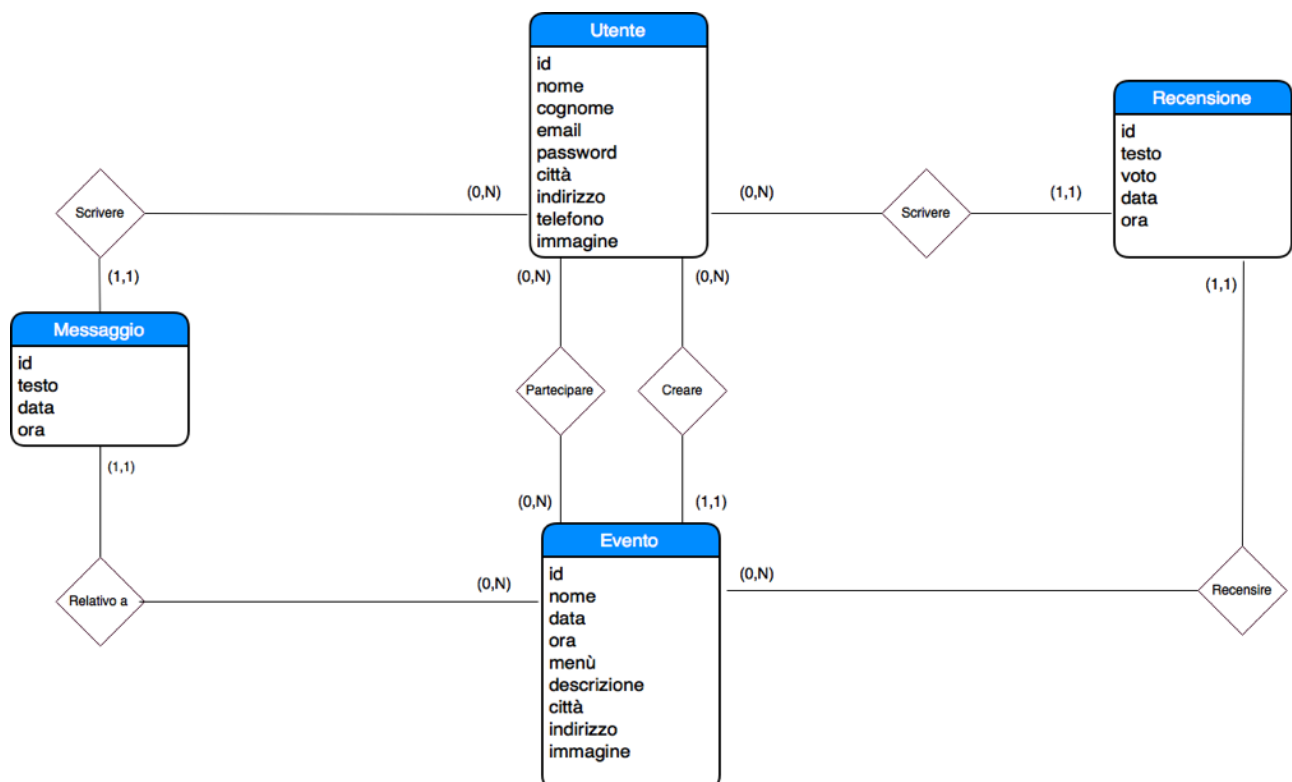 Utente
id
nome
cognome
email
password
città
indirizzo
telefono
immagine
Recensione
id
testo
voto
data
ora
Scrivere
(0,N)
(0,N)
Scrivere
(1,1)
(1,1)
(0,N)
(0,N)
(1,1)
Messaggio
id
testo
data
ora
Partecipare
Creare
(1,1)
(0,N)
(1,1)
Evento
id
nome
data
ora
menù
descrizione
città
indirizzo
immagine
(0,N)
(0,N)
Relativo a
Recensire